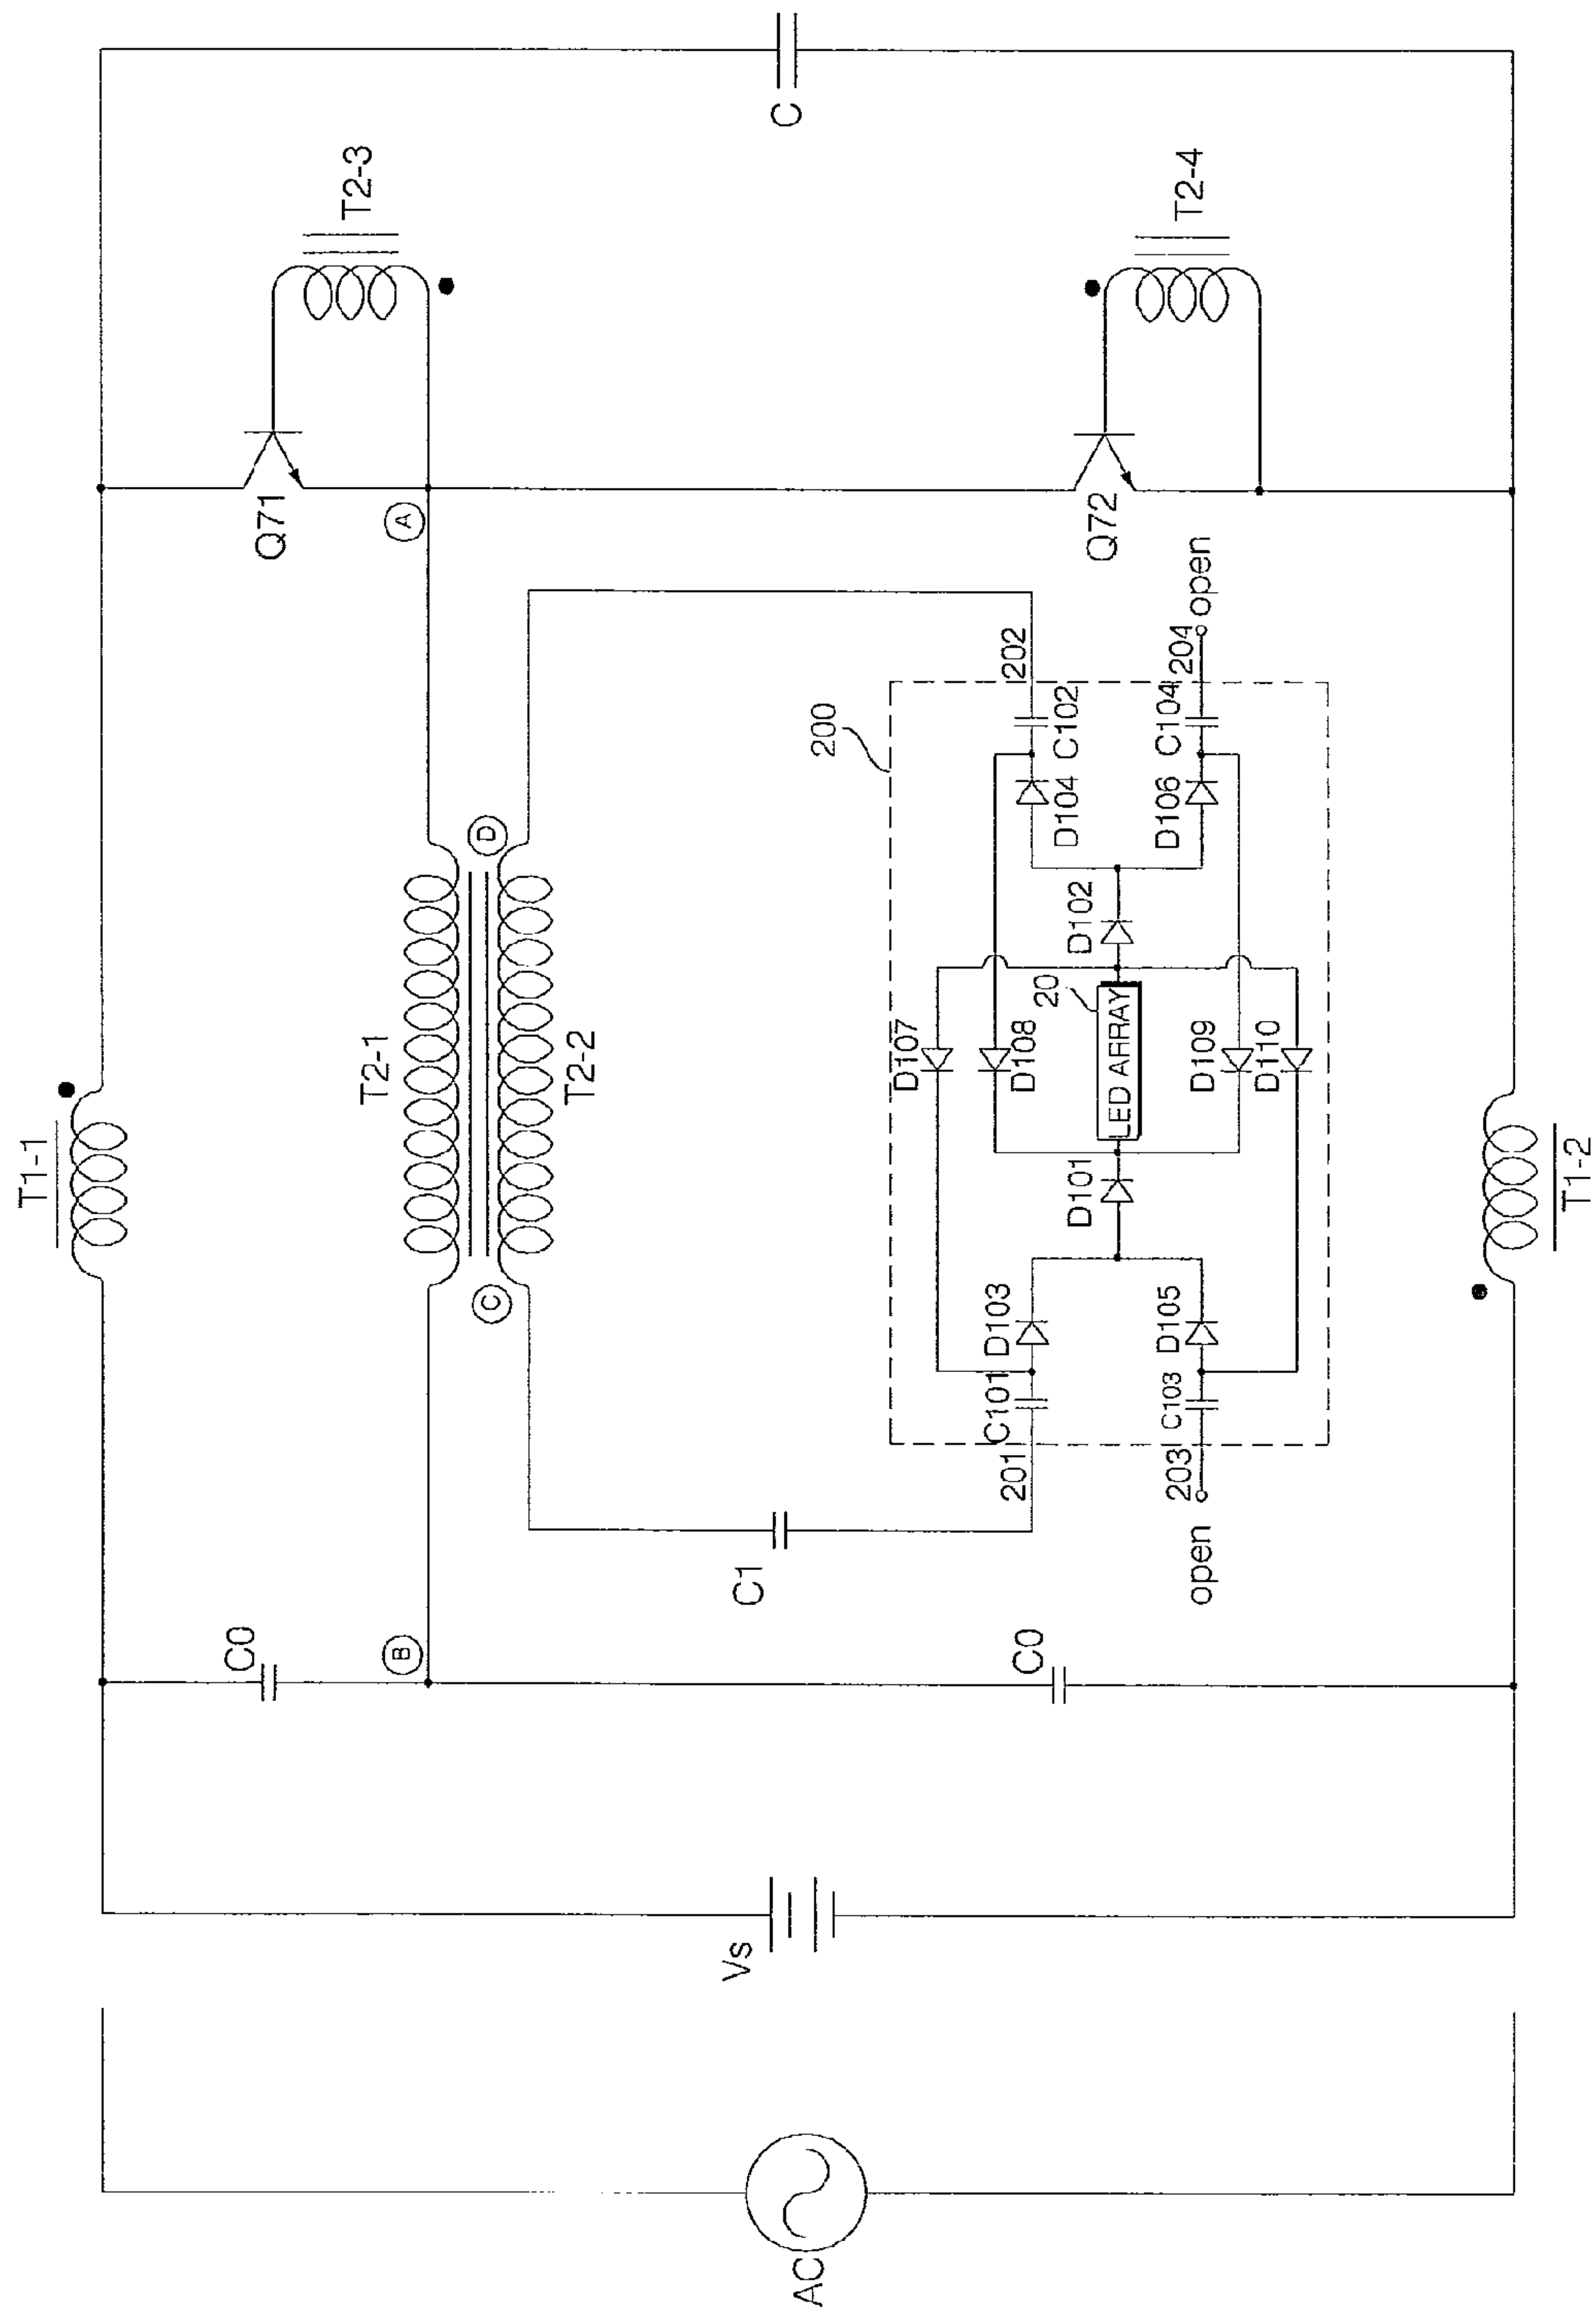 AC
Vs
C0
B
C0
C1
T1-1
T2-1
T2-2
C
D
T1-2
A
Q71
T2-3
Q72
T2-4
C
200
201
C101
D103
203
C103
D105
open
D101
D107
D108
20
LED ARRAY
D109
D110
D102
D104
C102
202
D106
C104
204
open